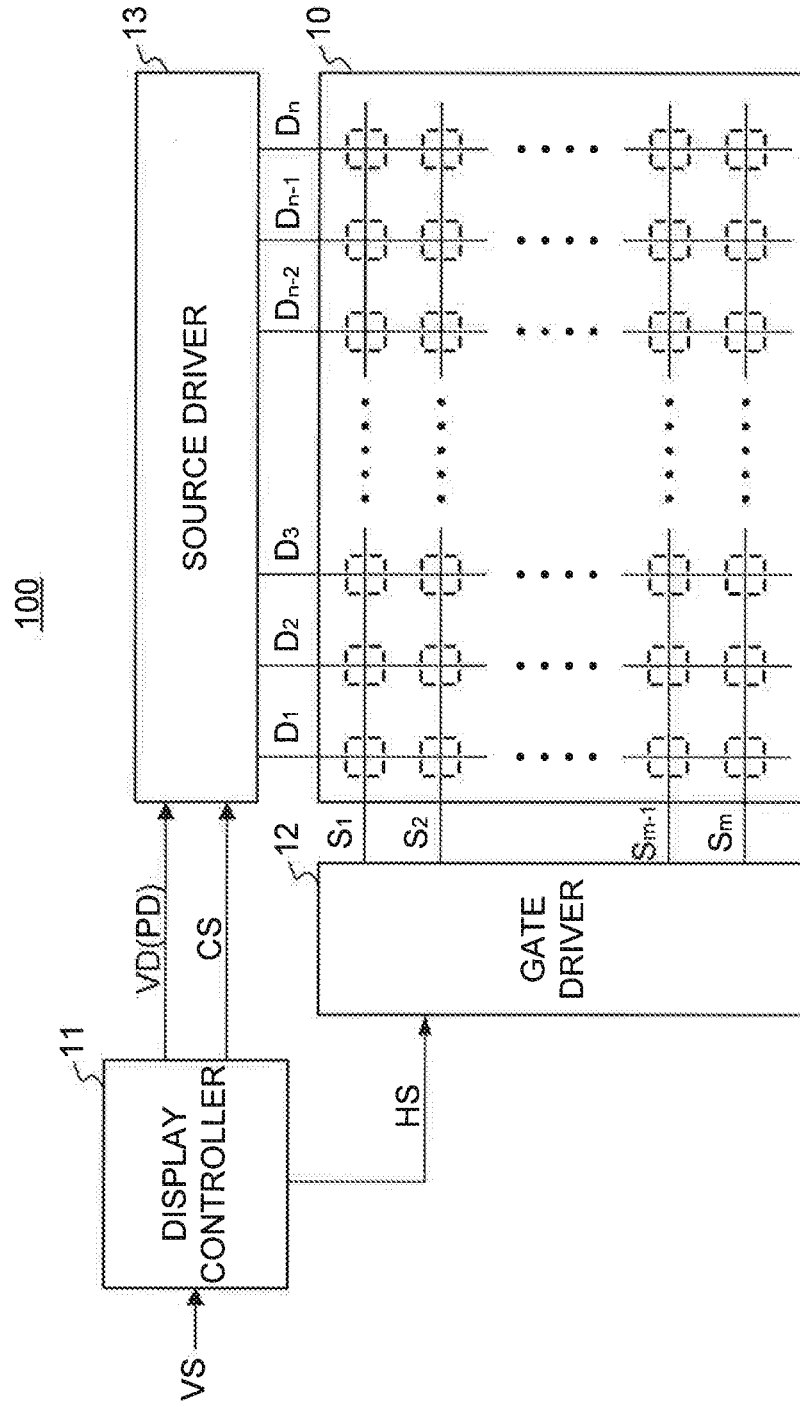 100
VS
DISPLAY
CONTROLLER
11
VD(PD)
CS
HS
SOURCE DRIVER
13
GATE
DRIVER
12
10
D1
D2
D3
Dn-2
Dn-1
Dn
S1
S2
Sm-1
Sm